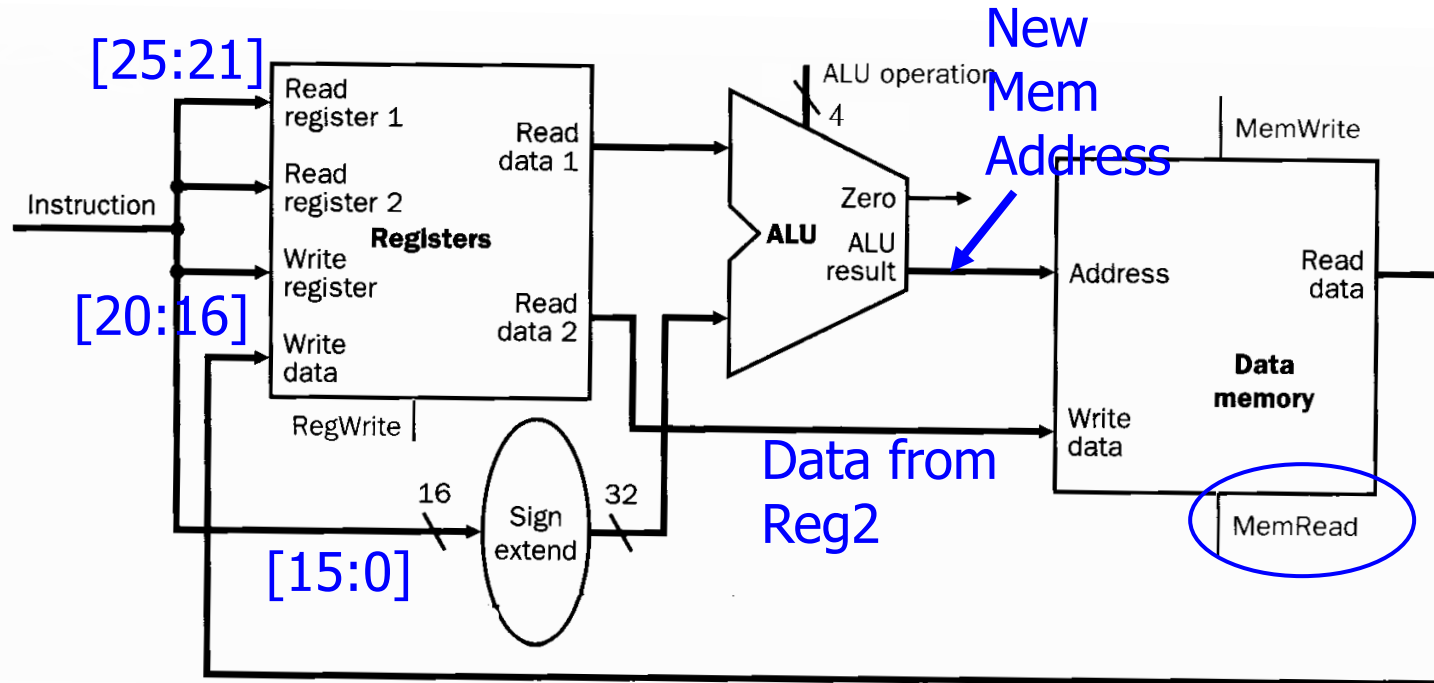 New
Mem
Address
[25:21]
ALU operation
4
MemWrite
Read
register 1
Read
data 1
Read
register 2
Instruction
Registers
Zero
ALU
ALU
result
Write
register
Address
Read
data
[20:16]
Read
data 2
Write
data
Data
memory
RegWrite
Write
data
Data from
Reg2
16
32
Sign
extend
MemRead
[15:0]